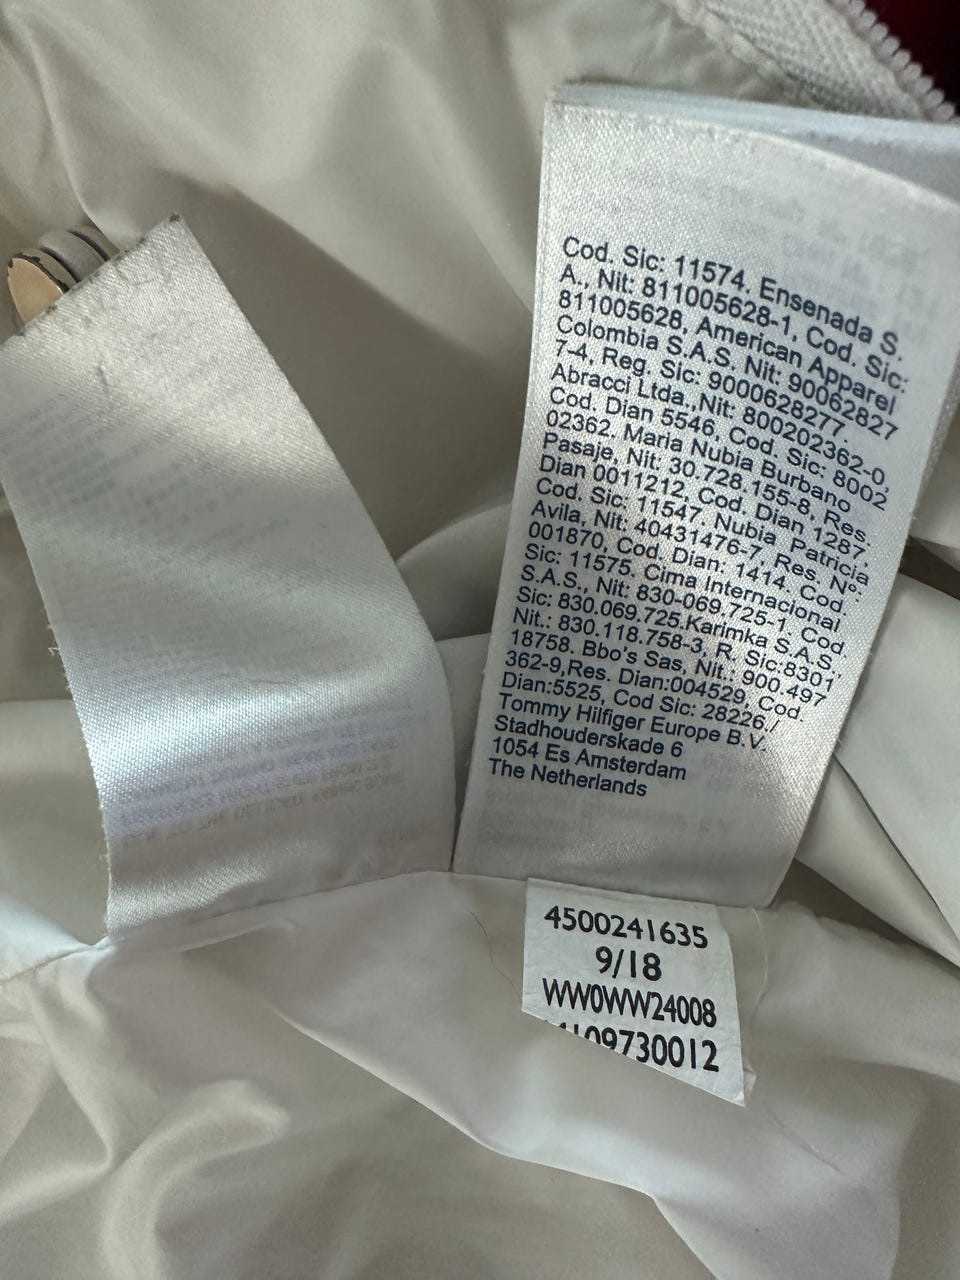 Cod. Sic: 11574. Ensenada S.
A., Nit: 811005628-1, Cod. Sic:
811005628, American Apparel
Colombia S.A.S. Nit: 90062827
7-4, Reg. Sic: 9000628277.
Abracci Ltda.,Nit: 800202362-0,
Cod. Dian 5546, Cod. Sic: 8002
02362. Maria Nubia Burbano
Pasaje, Nit: 30.728.155-8, Res.
Dian 0011212, Cod. Dian 1287,
Cod. Sic: 11547. Nubia Patricia
Avila, Nit: 40431476-7, Res. Nº:
001870, Cod. Dian: 1414. Cod.
Sic: 11575. Cima Internacional
S.A.S., Nit: 830-069.725-1, Cod.
Sic: 830.069.725.Karimka S.A.S.,
Nit.: 830.118.758-3, R. Sic:8301
18758. Bbo's Sas, Nit.: 900.497
362-9,Res. Dian:004529, Cod.
Dian:5525, Cod Sic: 28226 /
Tommy Hilfiger Europe B.V.
Stadhouderskade 6
1054 Es Amsterdam
The Netherlands
4500241635
9/18
WW0WW24008
109730012